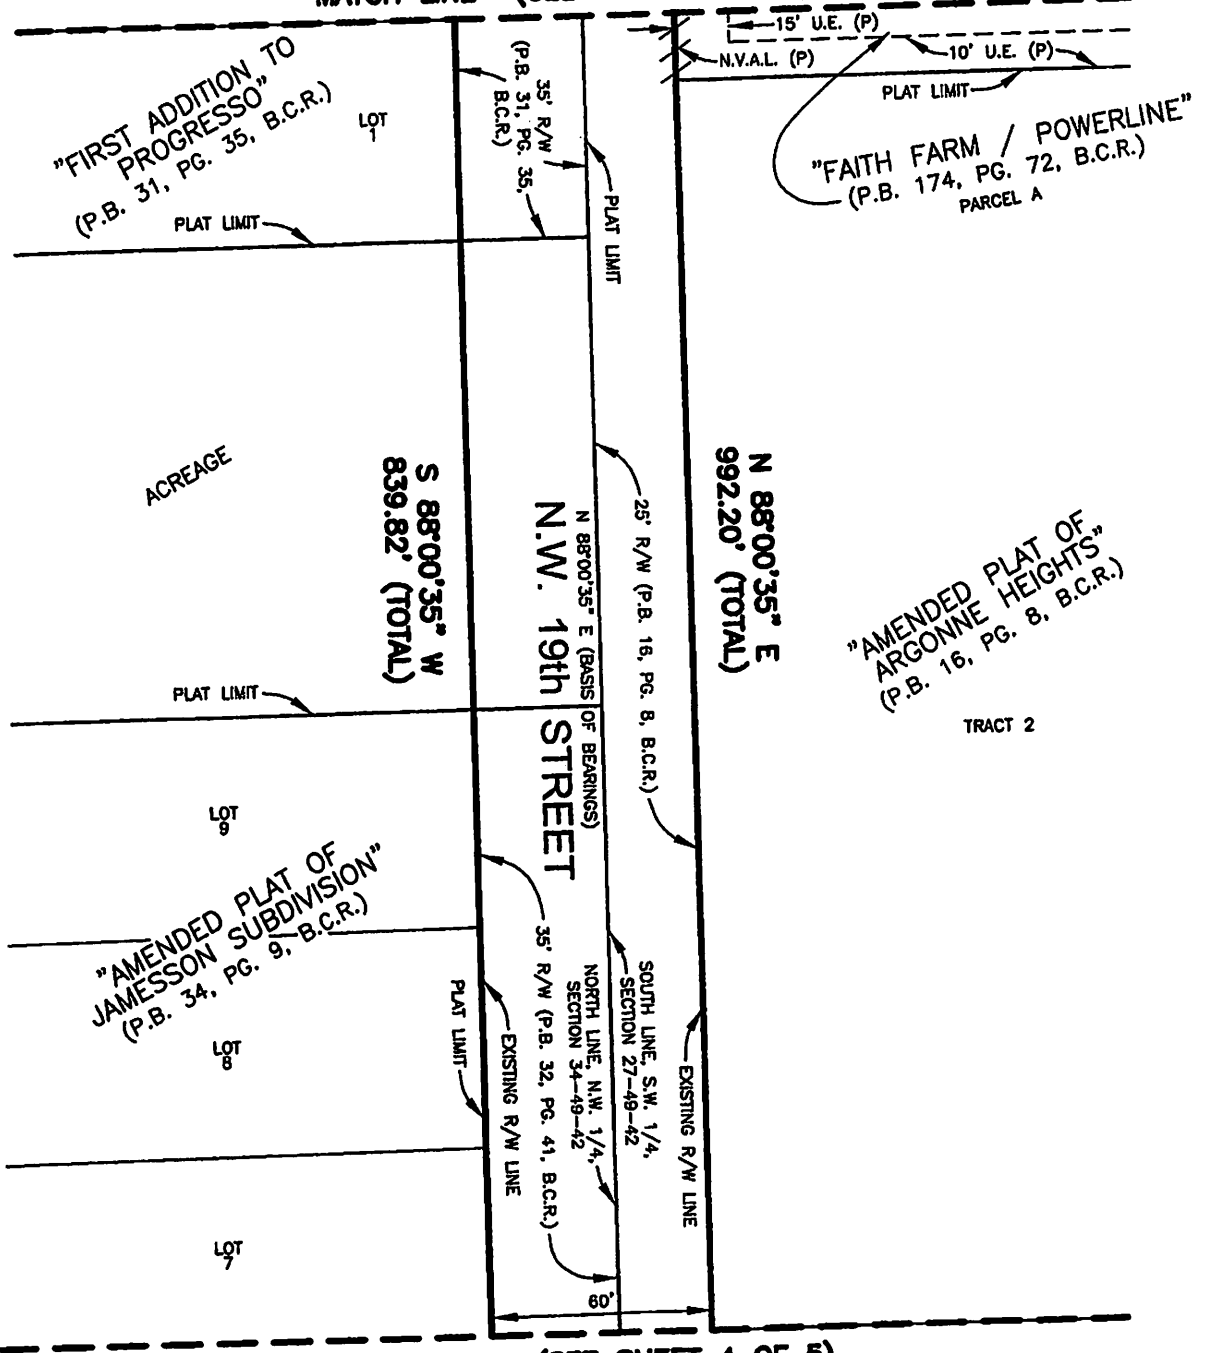 15' U.E. (P)
N.V.A.L. (P)
10' U.E. (P)
PLAT LIMIT
"FIRST ADDITION TO
PROGRESSO"
(P.B. 31, PG. 35, B.C.R.)
LOT
1
35' R/W
(P.B. 31, PG. 35,
B.C.R.)
PLAT LIMIT
"FAITH FARM / POWERLINE"
(P.B. 174, PG. 72, B.C.R.)
PARCEL A
PLAT LIMIT
ACREAGE
S 88°00'35" W
839.82' (TOTAL)
N 88°00'35" E (BASIS OF BEARINGS)
N.W. 19th STREET
25' R/W (P.B. 16, PG. 8, B.C.R.)
N 88°00'35" E
992.20' (TOTAL)
"AMENDED PLAT OF
ARGONNE HEIGHTS"
(P.B. 16, PG. 8, B.C.R.)
TRACT 2
PLAT LIMIT
LOT
9
"AMENDED PLAT OF
JAMESSON SUBDIVISION"
(P.B. 34, PG. 9, B.C.R.)
LOT
8
PLAT LIMIT
EXISTING R/W LINE
35' R/W (P.B. 32, PG. 41, B.C.R.)
NORTH LINE, N.W. 1/4,
SECTION 34-49-42
SOUTH LINE, S.W. 1/4,
SECTION 27-49-42
EXISTING R/W LINE
LOT
7
60'